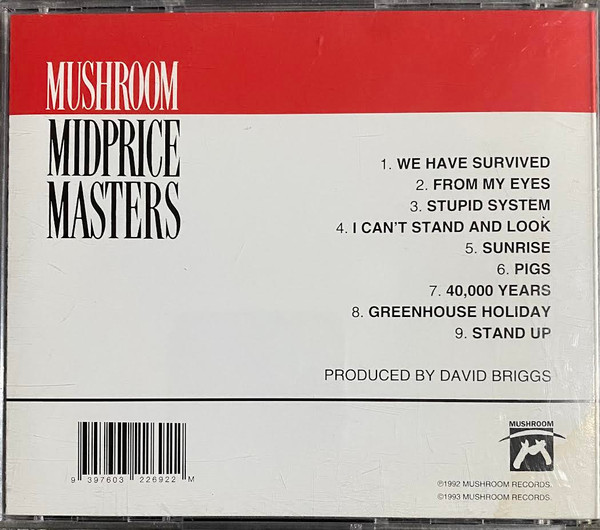 MUSHROOM
MIDPRICE
MASTERS
1. WE HAVE SURVIVED
2. FROM MY EYES
3. STUPID SYSTEM
4. I CAN'T STAND AND LOOK
5. SUNRISE
6. PIGS
7. 40,000 YEARS
8. GREENHOUSE HOLIDAY
9. STAND UP
PRODUCED BY DAVID BRIGGS
9 397603 226922 M
MUSHROOM
℗1992 MUSHROOM RECORDS.
©1993 MUSHROOM RECORDS.